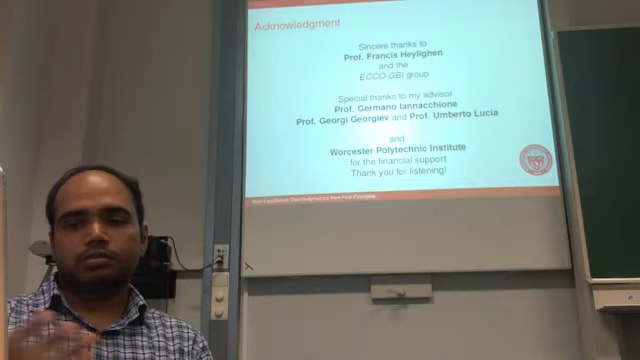 Acknowledgment
Sincere thanks to
Prof. Francis Heylighen
and the
ECCO-GBI group
Special thanks to my advisor
Prof. Germano Iannacchione
Prof. Georgi Georgiev and Prof. Umberto Lucia
and
Worcester Polytechnic Institute
for the financial support
Thank you for listening!
Non-Equilibrium Thermodynamics from First Principles